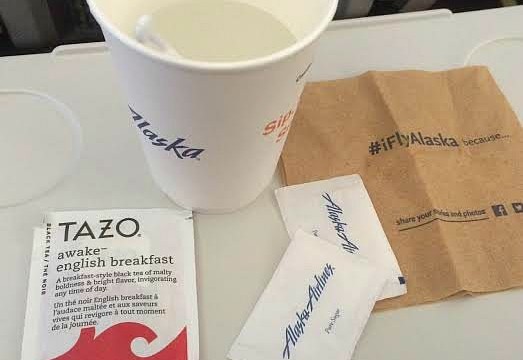 Alaska
Sip
#iFlyAlaska because...
share your stories and photos
TAZO
BLACK TEA/THÉ NOIR
awake™
english breakfast
A breakfast-style black tea of malty
boldness & bright flavor, invigorating
any time of day.
Un thé noir English breakfast à
l'audace maltée et aux saveurs
vives qui revigore à tout moment
de la journée.
Alaska
Alaska Airlines
Pure Sugar